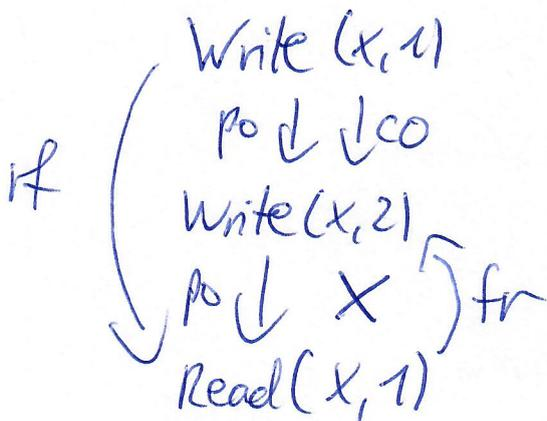 Write (x, 1)
po ↓ ↓ co
rf
Write (x, 2)
po ↓ X fr
Read (x, 1)